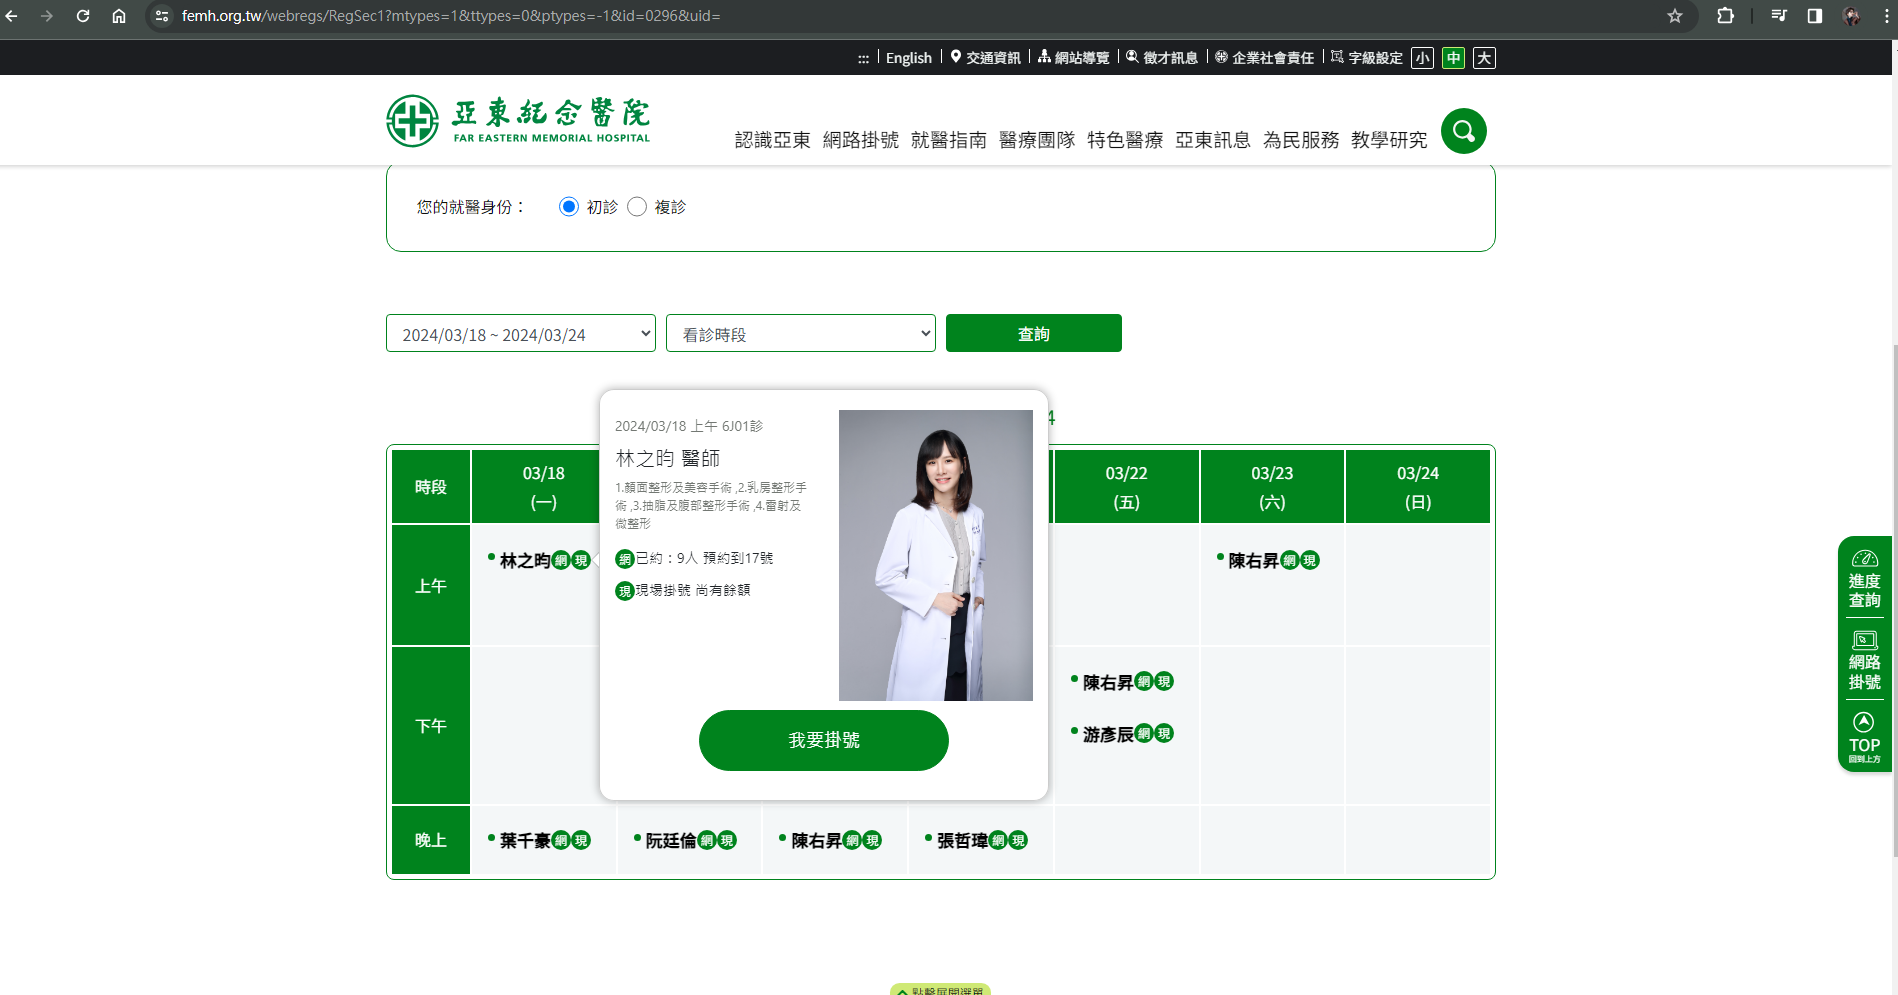 femh.org.tw/webregs/RegSec1?mtypes=1&ttypes=0&ptypes=-1&id=0296&uid=
::: English 交通資訊 網站導覽 徵才訊息 企業社會責任 字級設定 小 中 大
亞東紀念醫院
FAR EASTERN MEMORIAL HOSPITAL
認識亞東 網路掛號 就醫指南 醫療團隊 特色醫療 亞東訊息 為民服務 教學研究
您的就醫身份： 初診 複診
2024/03/18 ~ 2024/03/24 看診時段 查詢
4
2024/03/18 上午 6J01診
林之昀 醫師
1.顏面整形及美容手術 ,2.乳房整形手
術 ,3.抽脂及腹部整形手術 ,4.雷射及
微整形
網已約：9人 預約到17號
現現場掛號 尚有餘額
我要掛號
時段
03/18
(一)
03/22
(五)
03/23
(六)
03/24
(日)
上午
林之昀網現
陳右昇網現
下午
陳右昇網現
游彥辰網現
晚上
葉千豪網現
阮廷倫網現
陳右昇網現
張哲瑋網現
進度
查詢
網路
掛號
TOP
回到上方
點擊展開選單